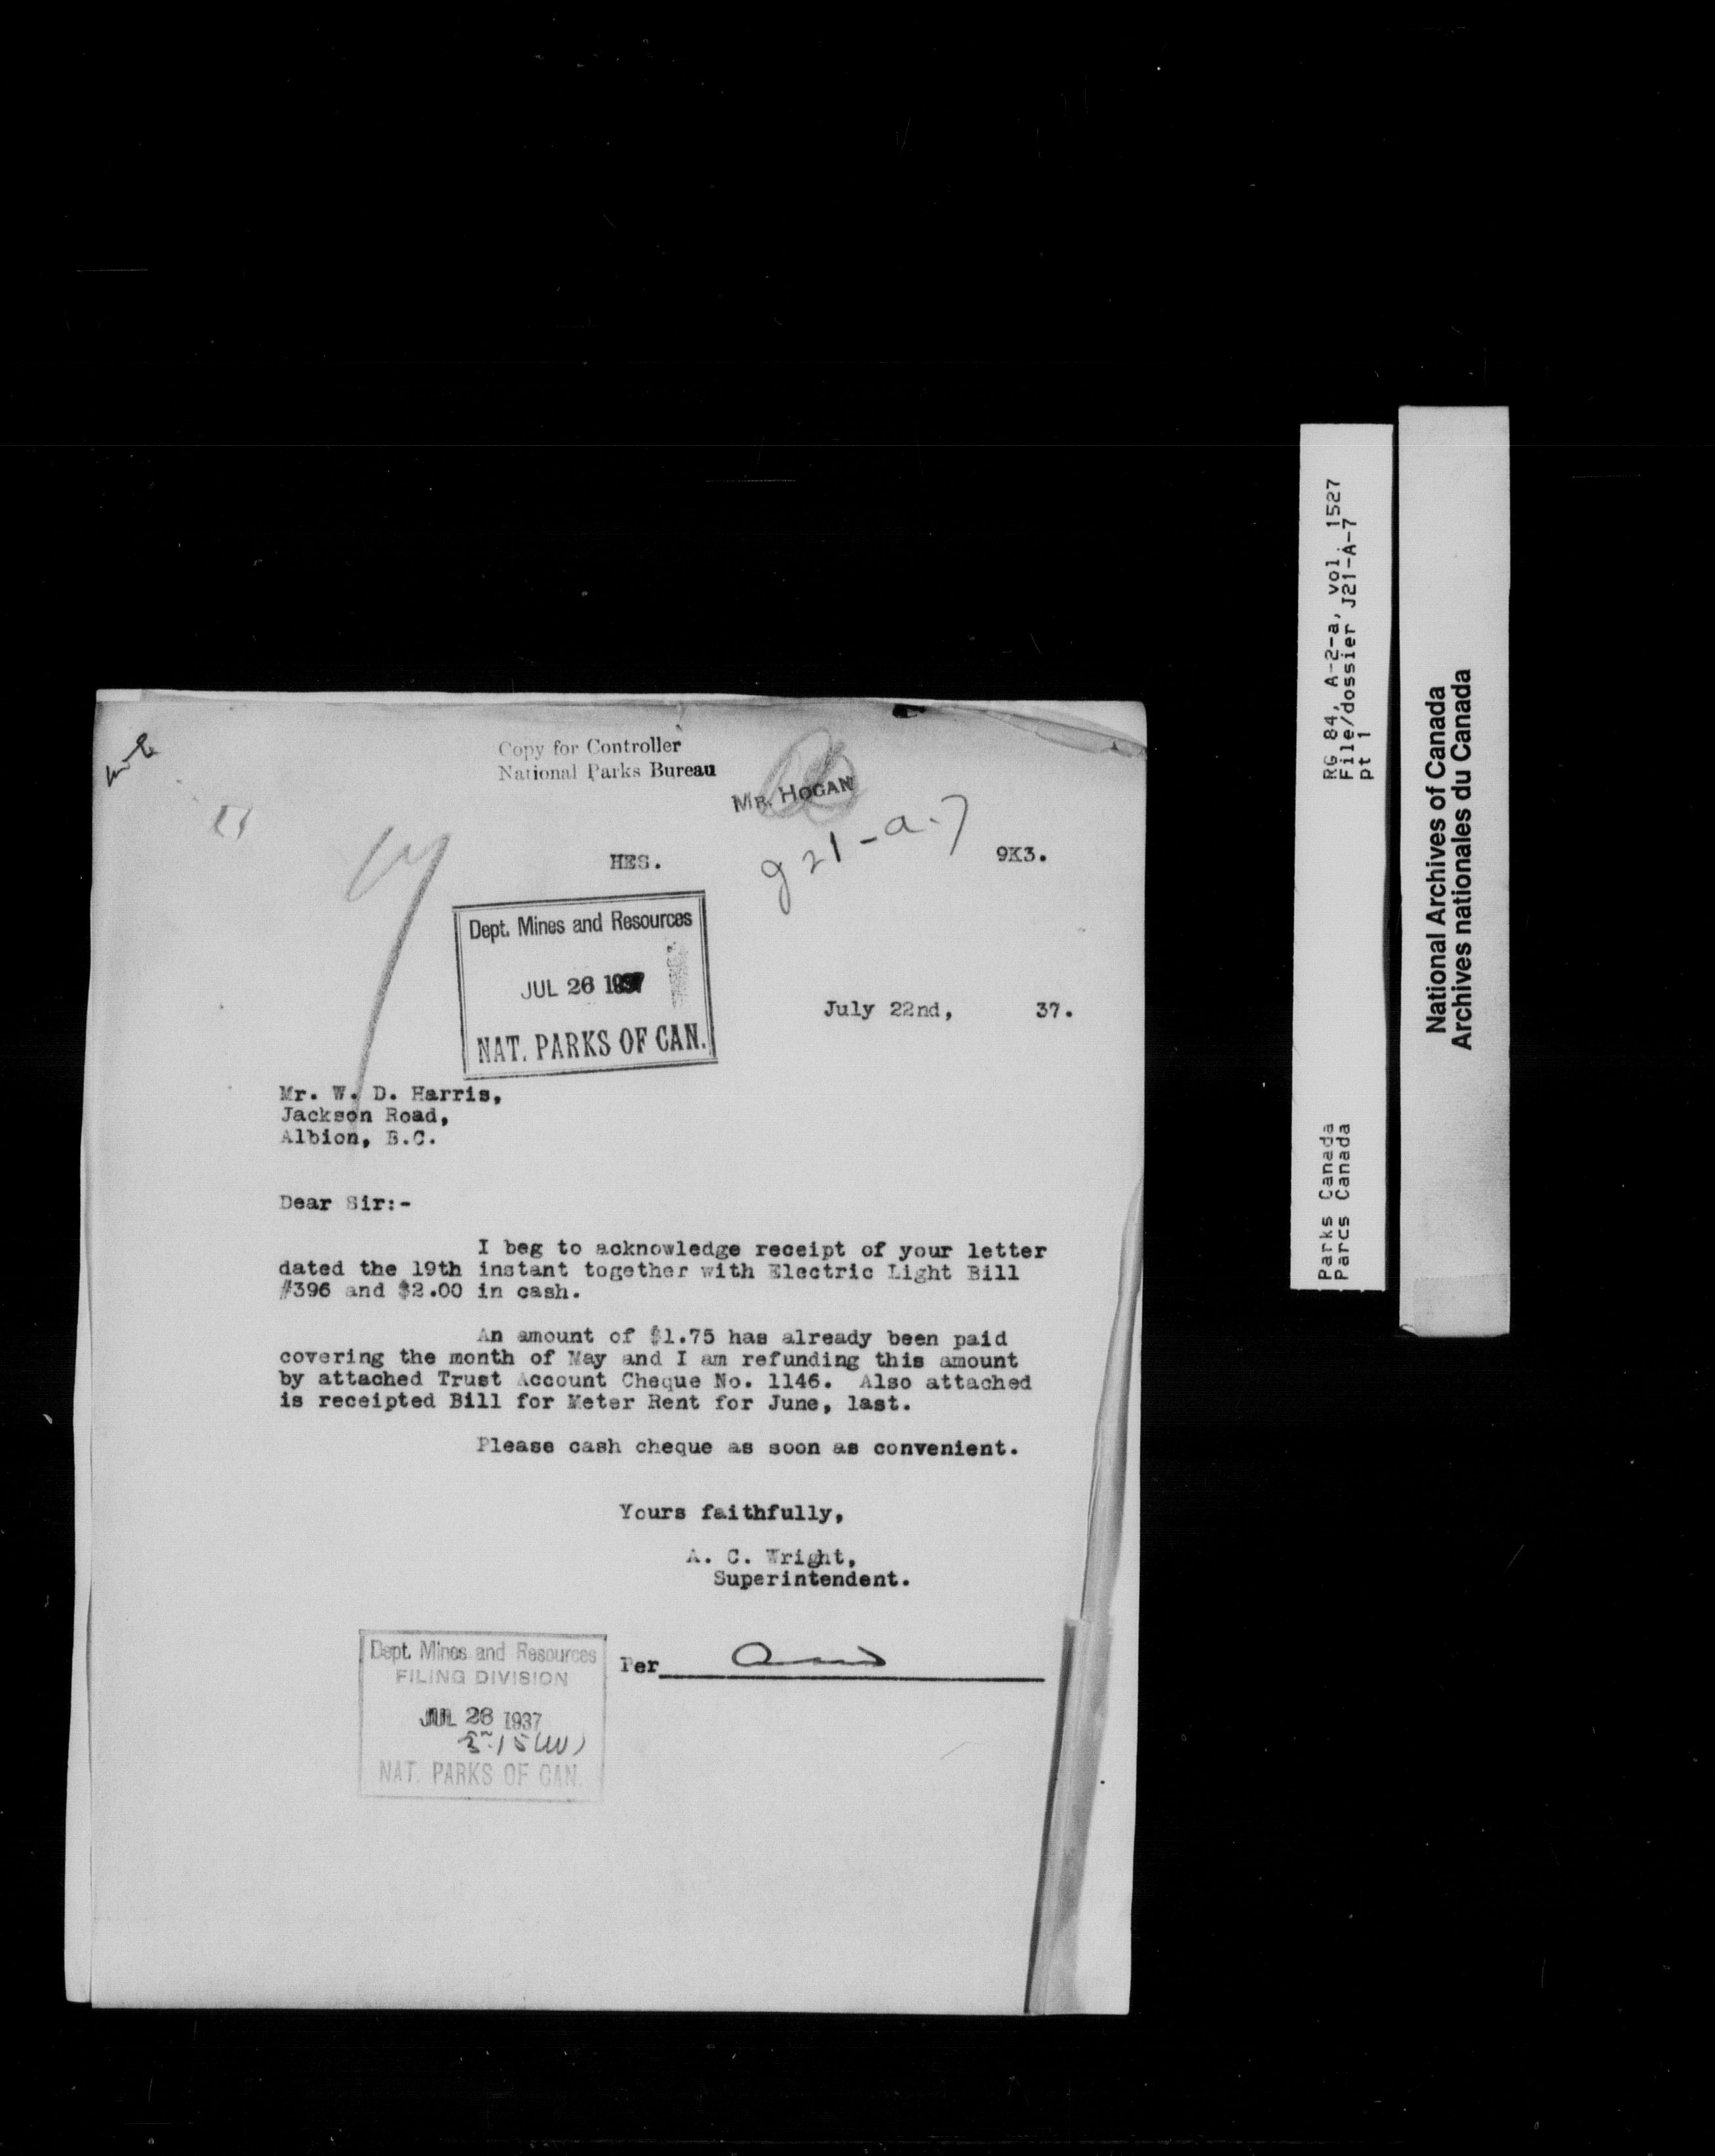 Copy for Controller
National Parks Bureau
MR. HOGAN
J21-a-7
HES.
9K3.
Dept. Mines and Resources
JUL 26 1937
NAT. PARKS OF CAN.
July 22nd, 37.
Mr. W. D. Harris,
Jackson Road,
Albion, B.C.
Dear Sir:-
I beg to acknowledge receipt of your letter
dated the 19th instant together with Electric Light Bill
#396 and $2.00 in cash.
An amount of $1.75 has already been paid
covering the month of May and I am refunding this amount
by attached Trust Account Cheque No. 1146. Also attached
is receipted Bill for Meter Rent for June, last.
Please cash cheque as soon as convenient.
Yours faithfully,
A. C. Wright,
Superintendent.
Per
Dept. Mines and Resources
FILING DIVISION
JUL 26 1937
NAT. PARKS OF CAN.
RG 84, A-2-a, vol. 1527
File/dossier J21-A-7
pt 1
Parks Canada
Parcs Canada
National Archives of Canada
Archives nationales du Canada